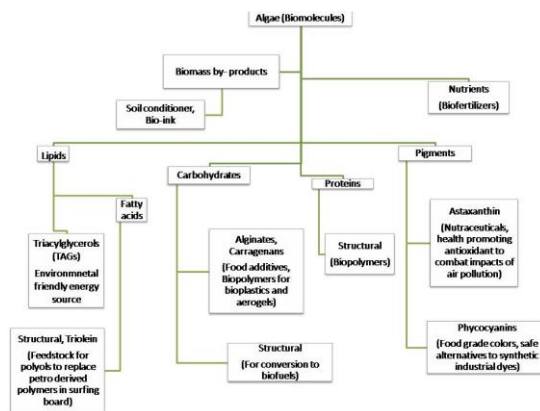 Algae (Biomolecules)
Biomass by- products
Nutrients
(Biofertilizers)
Soil conditioner,
Bio-ink
Lipids
Carbohydrates
Proteins
Pigments
Fatty
acids
Triacylglycerols
(TAGs)
Environmnetal
friendly energy
source
Structural, Triolein
(Feedstock for
polyols to replace
petro derived
polymers in surfing
board)
Alginates,
Carragenans
(Food additives,
Biopolymers for
bioplastics and
aerogels)
Structural
(For conversion to
biofuels)
Structural
(Biopolymers)
Astaxanthin
(Nutraceuticals,
health promoting
antioxidant to
combat impacts of
air pollution)
Phycocyanins
(Food grade colors, safe
alternatives to synthetic
industrial dyes)